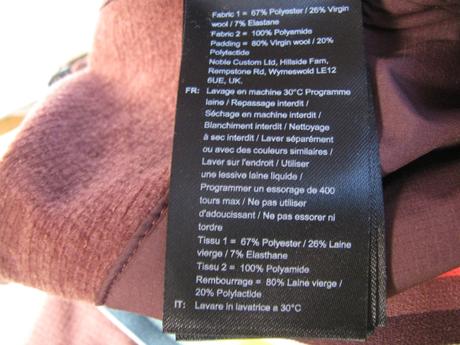 Fabric 1 = 67% Polyester / 26% Virgin
wool / 7% Elastane
Fabric 2 = 100% Polyamide
Padding = 80% Virgin wool / 20%
Polylactide
Noble Custom Ltd, Hillside Fam,
Rempstone Rd, Wymeswold LE12
6UE, UK.
FR: Lavage en machine 30°C Programme
laine / Repassage interdit /
Séchage en machine interdit /
Blanchiment interdit / Nettoyage
à sec interdit / Laver séparément
ou avec des couleurs similaires /
Laver sur l'endroit / Utiliser
une lessive laine liquide /
Programmer un essorage de 400
tours max / Ne pas utiliser
d'adoucissant / Ne pas essorer ni
tordre
Tissu 1 = 67% Polyester / 26% Laine
vierge / 7% Elasthane
Tissu 2 = 100% Polyamide
Rembourrage = 80% Laine vierge /
20% Polylactide
IT: Lavare in lavatrice a 30°C